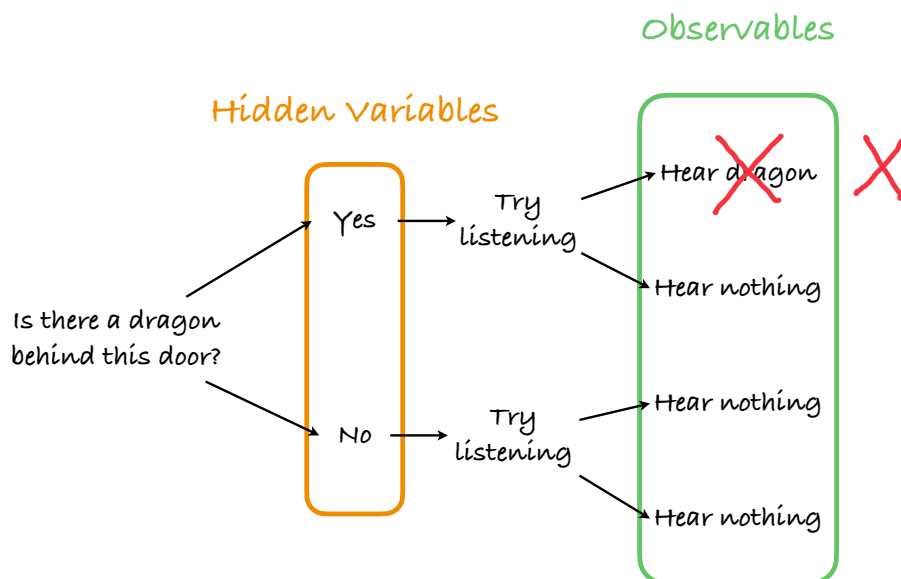 Observables
Hidden Variables
Hear dragon
Yes
Try
listening
Hear nothing
Is there a dragon
behind this door?
Hear nothing
No
Try
listening
Hear nothing